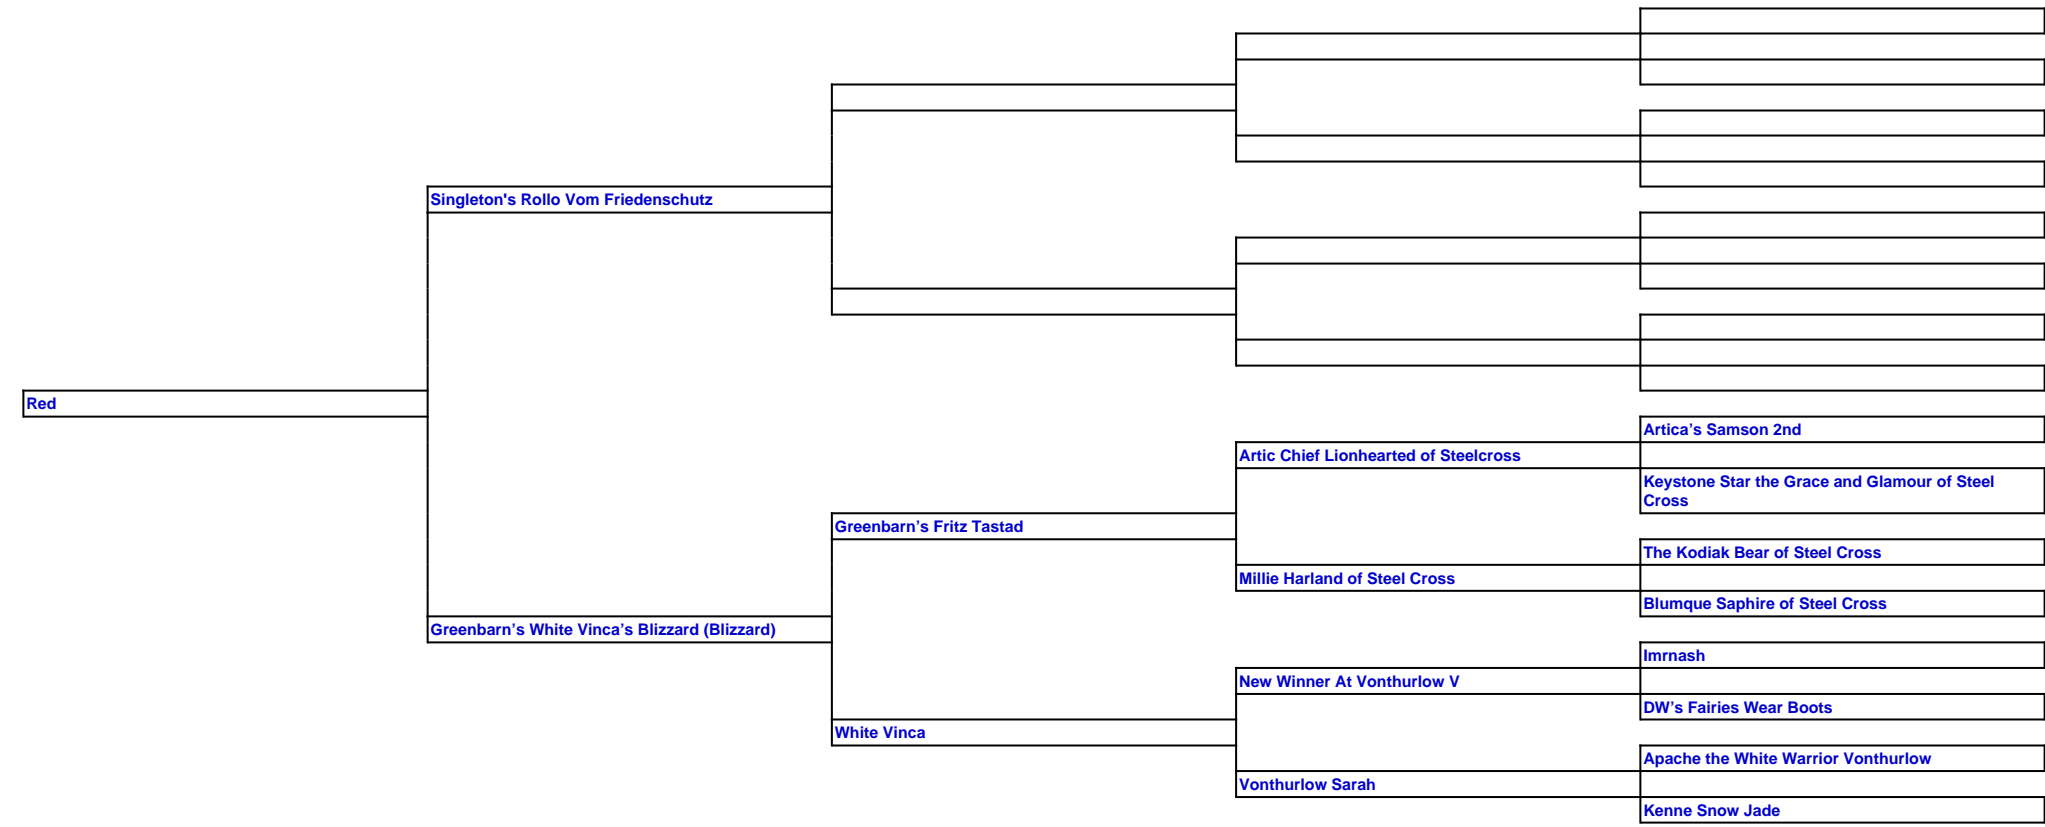 Singleton's Rollo Vom Friedenschutz
Red
Artica’s Samson 2nd
Artic Chief Lionhearted of Steelcross
Keystone Star the Grace and Glamour of Steel
Cross
Greenbarn’s Fritz Tastad
The Kodiak Bear of Steel Cross
Millie Harland of Steel Cross
Blumque Saphire of Steel Cross
Greenbarn’s White Vinca’s Blizzard (Blizzard)
Imrnash
New Winner At Vonthurlow V
DW’s Fairies Wear Boots
White Vinca
Apache the White Warrior Vonthurlow
Vonthurlow Sarah
Kenne Snow Jade